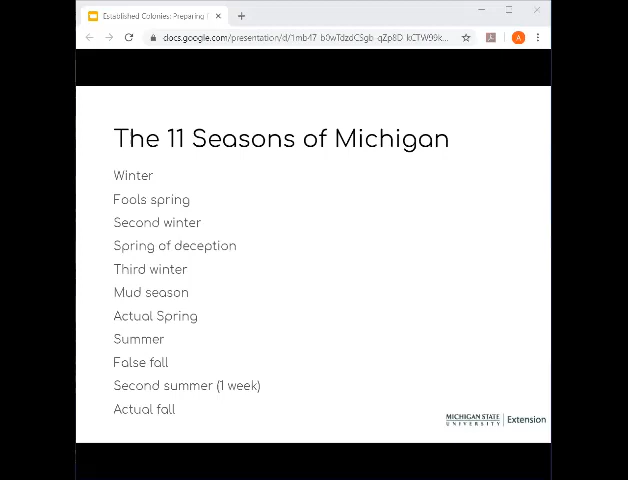 Established Colonies: Preparing
docs.google.com/presentation/d/1mb47
The 11 Seasons of Michigan
Winter
Fools spring
Second winter
Spring of deception
Third winter
Mud season
Actual Spring
Summer
False fall
Second summer (1 week)
Actual fall
MICHIGAN STATE
UNIVERSITY
Extension
A